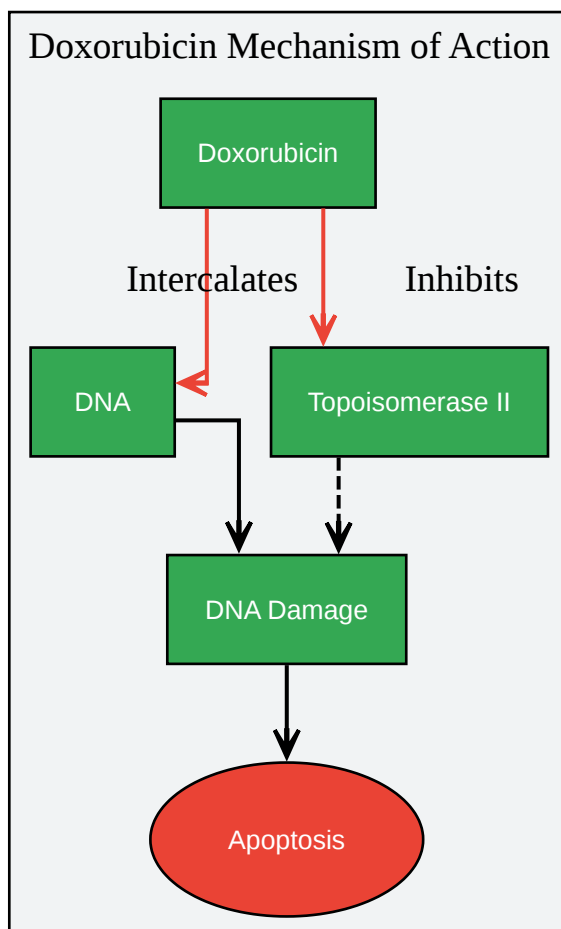 Doxorubicin Mechanism of Action
Doxorubicin
Intercalates
Inhibits
DNA
Topoisomerase II
DNA Damage
Apoptosis